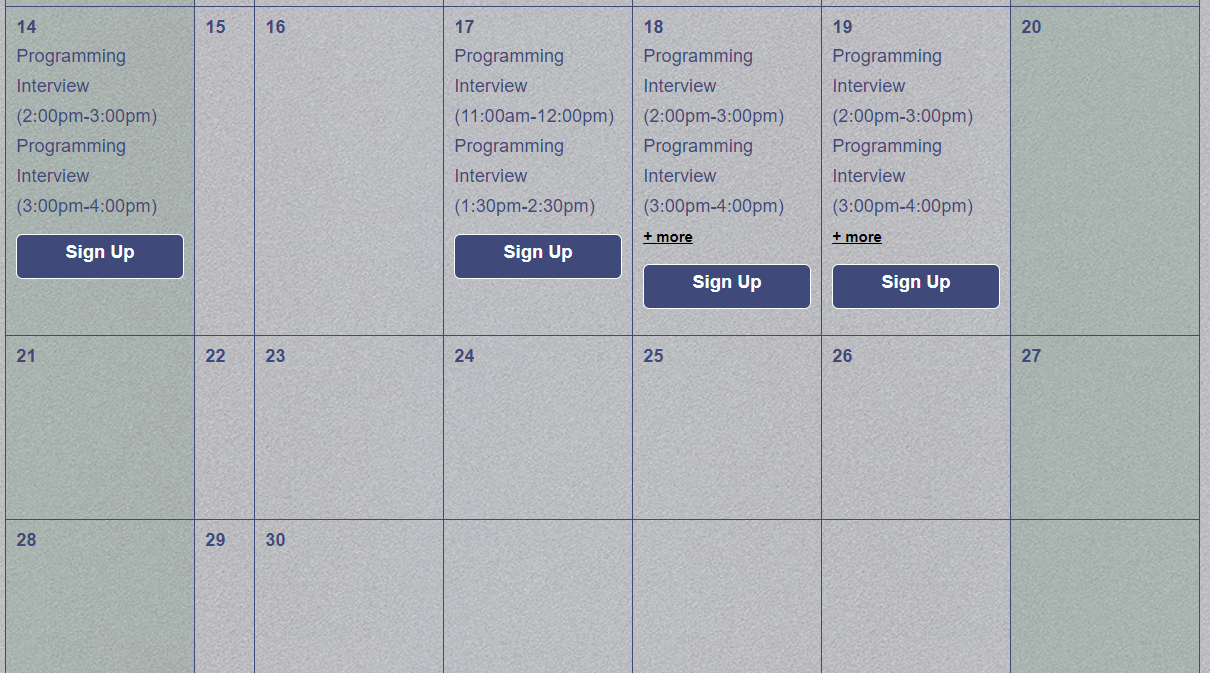 14
Programming
Interview
(2:00pm-3:00pm)
Programming
Interview
(3:00pm-4:00pm)
Sign Up
15
16
17
Programming
Interview
(11:00am-12:00pm)
Programming
Interview
(1:30pm-2:30pm)
Sign Up
18
Programming
Interview
(2:00pm-3:00pm)
Programming
Interview
(3:00pm-4:00pm)
+ more
Sign Up
19
Programming
Interview
(2:00pm-3:00pm)
Programming
Interview
(3:00pm-4:00pm)
+ more
Sign Up
20
21
22
23
24
25
26
27
28
29
30